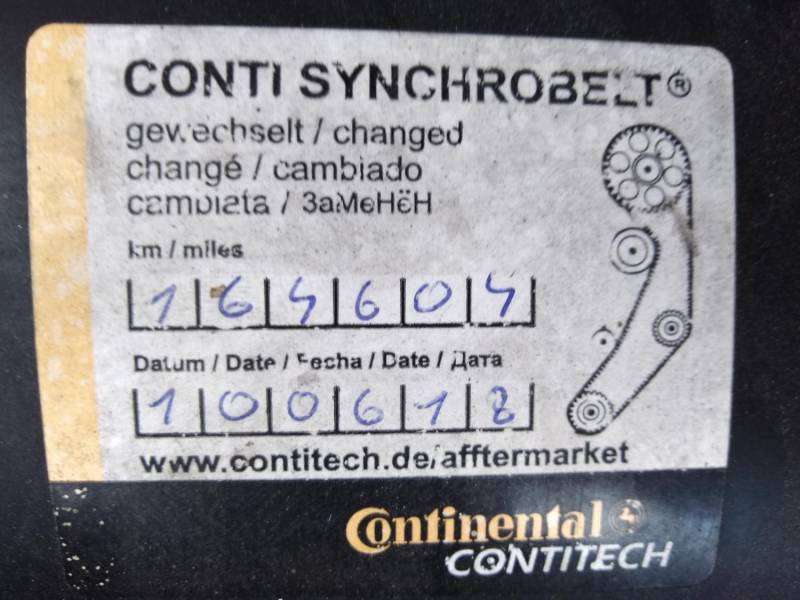 CONTI SYNCHROBELT®
gewechselt / changed
changé / cambiado
cambiata / ЗаМеНЁН
km / miles
164604
Datum / Date / Fecha / Date / Дата
100618
www.contitech.de/afftermarket
Continental
CONTITECH